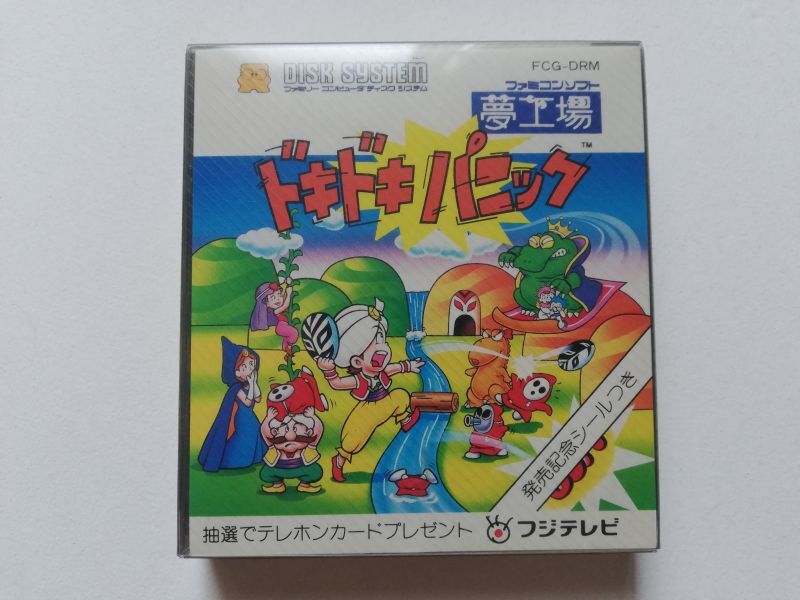 DISK SYSTEM
ファミリー コンピュータ ディスク システム
FCG-DRM
ファミコンソフト
夢工場
ドキドキパニック
TM
発売記念シールつき
抽選でテレホンカードプレゼント
フジテレビ